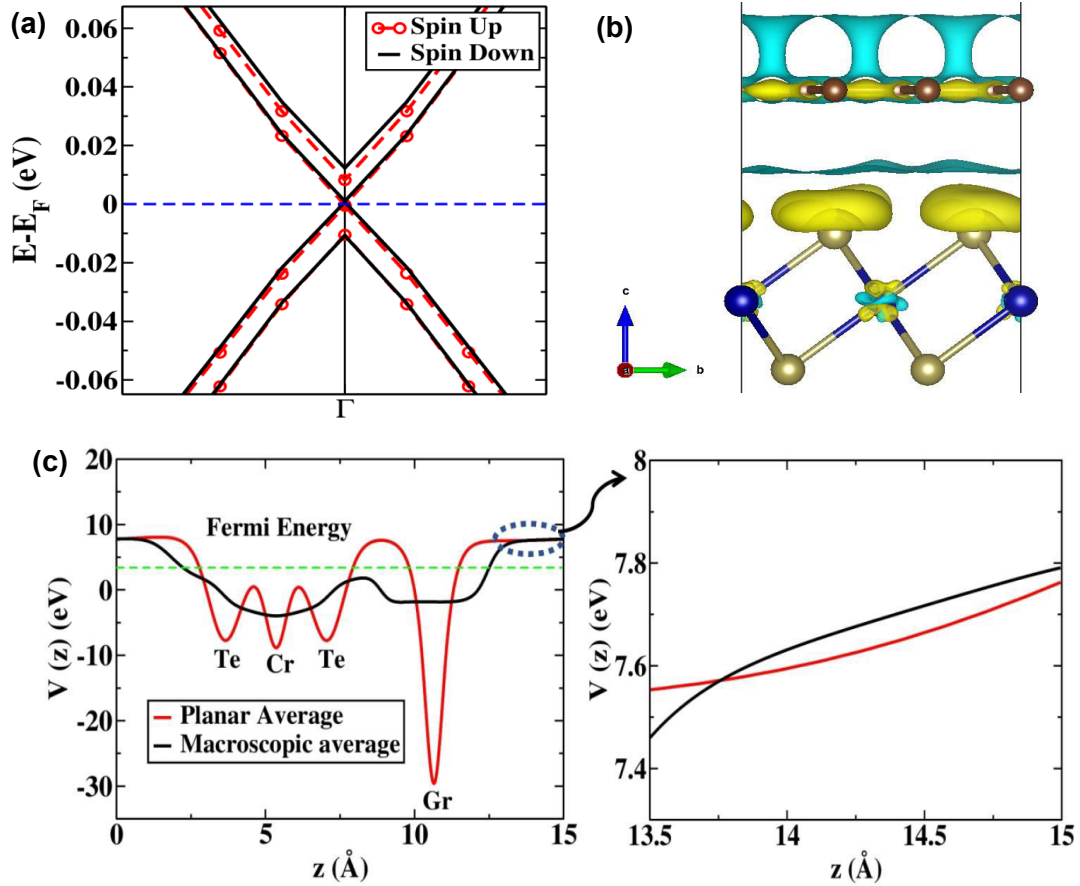 (a)
0.06
0.04
0.02
0
-0.02
-0.04
-0.06
E-E_F (eV)
Spin Up
Spin Down
Γ
(b)
c
a
b
(c)
20
10
0
-10
-20
-30
V (z) (eV)
Fermi Energy
Te
Cr
Te
Gr
Planar Average
Macroscopic average
0
5
10
15
z (Å)
8
7.8
7.6
7.4
V (z) (eV)
13.5
14
14.5
15
z (Å)